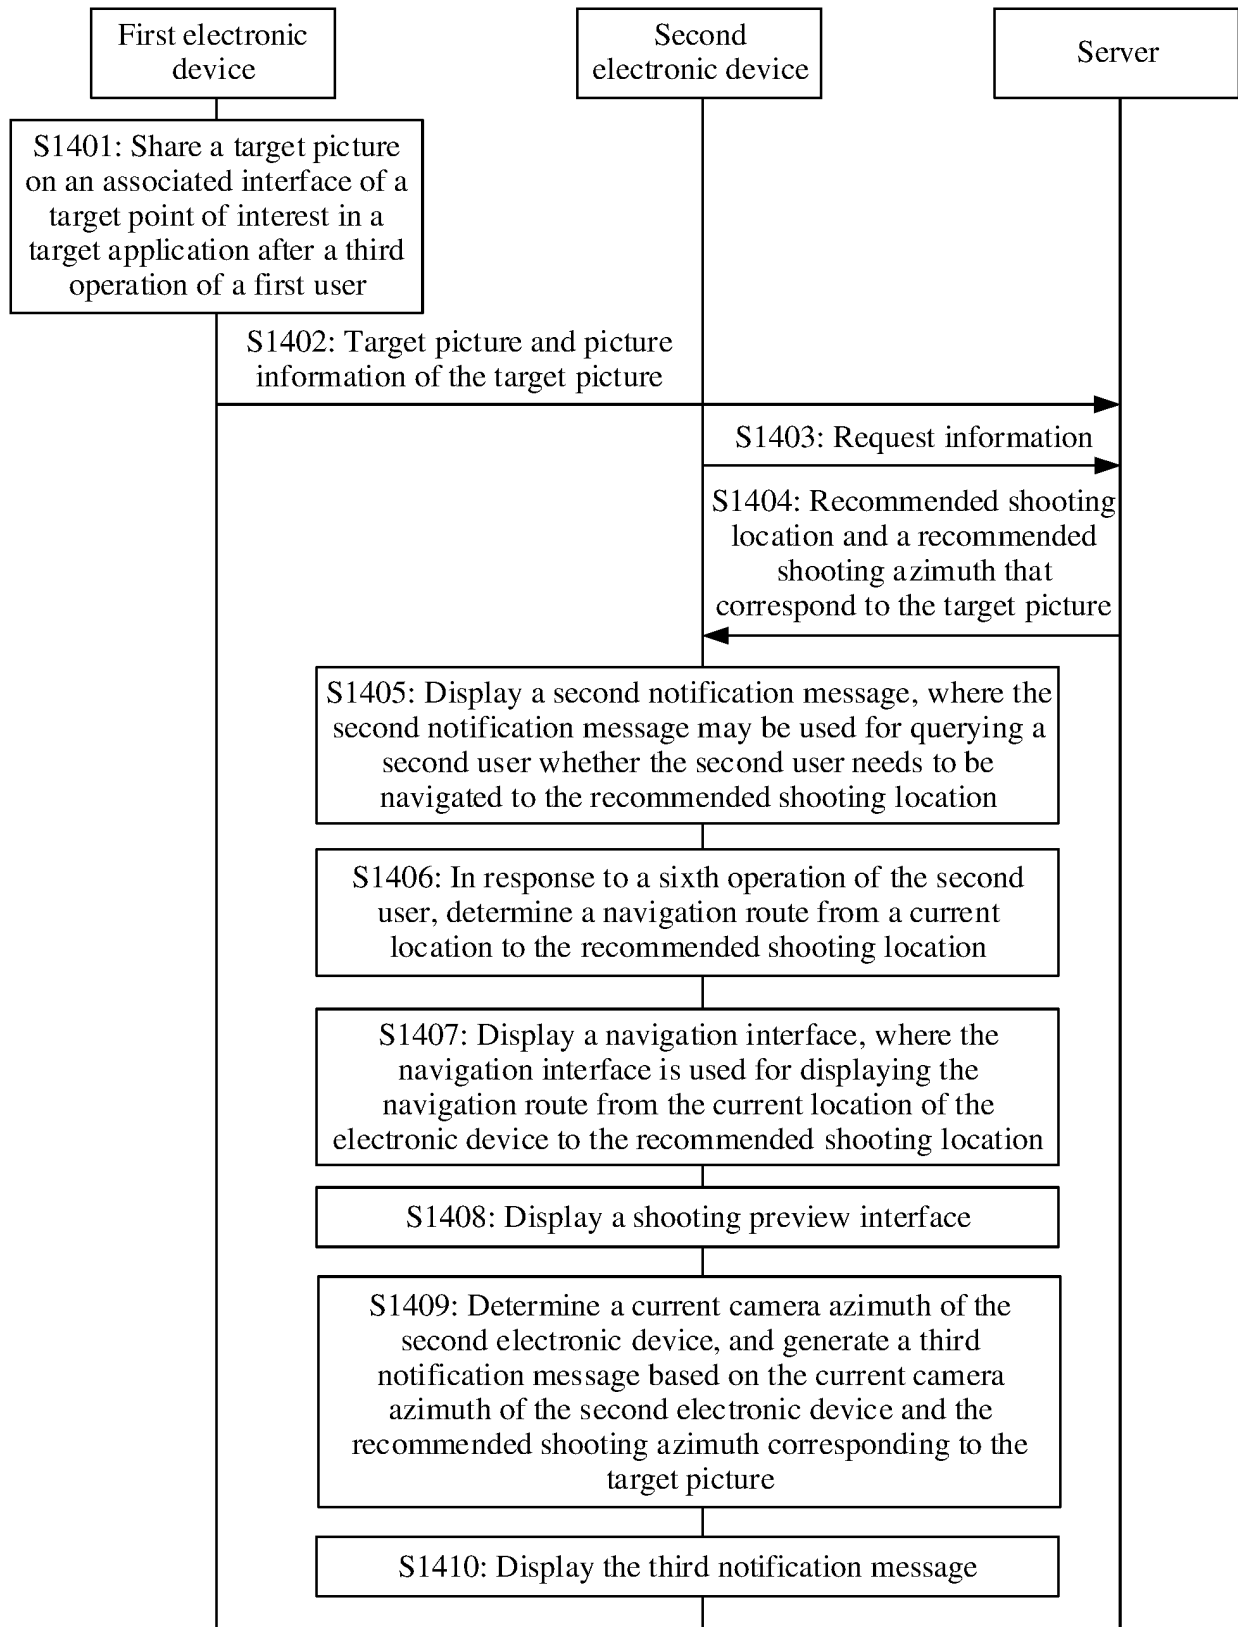 First electronic
device
Second
electronic device
Server
S1401: Share a target picture
on an associated interface of a
target point of interest in a
target application after a third
operation of a first user
S1402: Target picture and picture
information of the target picture
S1403: Request information
S1404: Recommended shooting
location and a recommended
shooting azimuth that
correspond to the target picture
S1405: Display a second notification message, where the
second notification message may be used for querying a
second user whether the second user needs to be
navigated to the recommended shooting location
S1406: In response to a sixth operation of the second
user, determine a navigation route from a current
location to the recommended shooting location
S1407: Display a navigation interface, where the
navigation interface is used for displaying the
navigation route from the current location of the
electronic device to the recommended shooting location
S1408: Display a shooting preview interface
S1409: Determine a current camera azimuth of the
second electronic device, and generate a third
notification message based on the current camera
azimuth of the second electronic device and the
recommended shooting azimuth corresponding to the
target picture
S1410: Display the third notification message